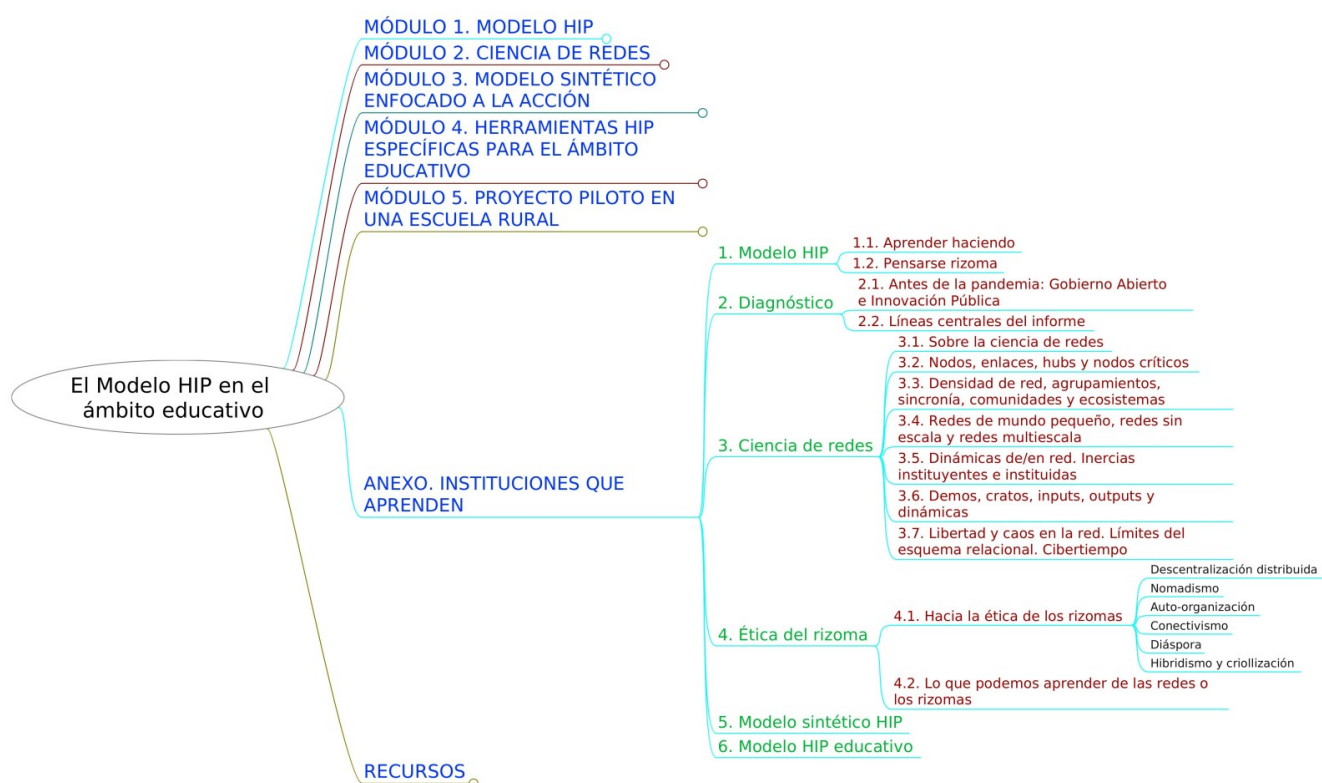 El Modelo HIP en el
ámbito educativo
MÓDULO 1. MODELO HIP
MÓDULO 2. CIENCIA DE REDES
MÓDULO 3. MODELO SINTÉTICO
ENFOCADO A LA ACCIÓN
MÓDULO 4. HERRAMIENTAS HIP
ESPECÍFICAS PARA EL ÁMBITO
EDUCATIVO
MÓDULO 5. PROYECTO PILOTO EN
UNA ESCUELA RURAL
ANEXO. INSTITUCIONES QUE
APRENDEN
1. Modelo HIP
1.1. Aprender haciendo
1.2. Pensarse rizoma
2. Diagnóstico
2.1. Antes de la pandemia: Gobierno Abierto
e Innovación Pública
2.2. Líneas centrales del informe
3. Ciencia de redes
3.1. Sobre la ciencia de redes
3.2. Nodos, enlaces, hubs y nodos críticos
3.3. Densidad de red, agrupamientos,
sincronía, comunidades y ecosistemas
3.4. Redes de mundo pequeño, redes sin
escala y redes multiescala
3.5. Dinámicas de/en red. Inercias
instituyentes e instituidas
3.6. Demos, cratos, inputs, outputs y
dinámicas
3.7. Libertad y caos en la red. Límites del
esquema relacional. Cibertiempo
4. Ética del rizoma
4.1. Hacia la ética de los rizomas
Descentralización distribuida
Nomadismo
Auto-organización
Conectivismo
Diáspora
Hibridismo y criollización
4.2. Lo que podemos aprender de las redes o
los rizomas
5. Modelo sintético HIP
6. Modelo HIP educativo
RECURSOS